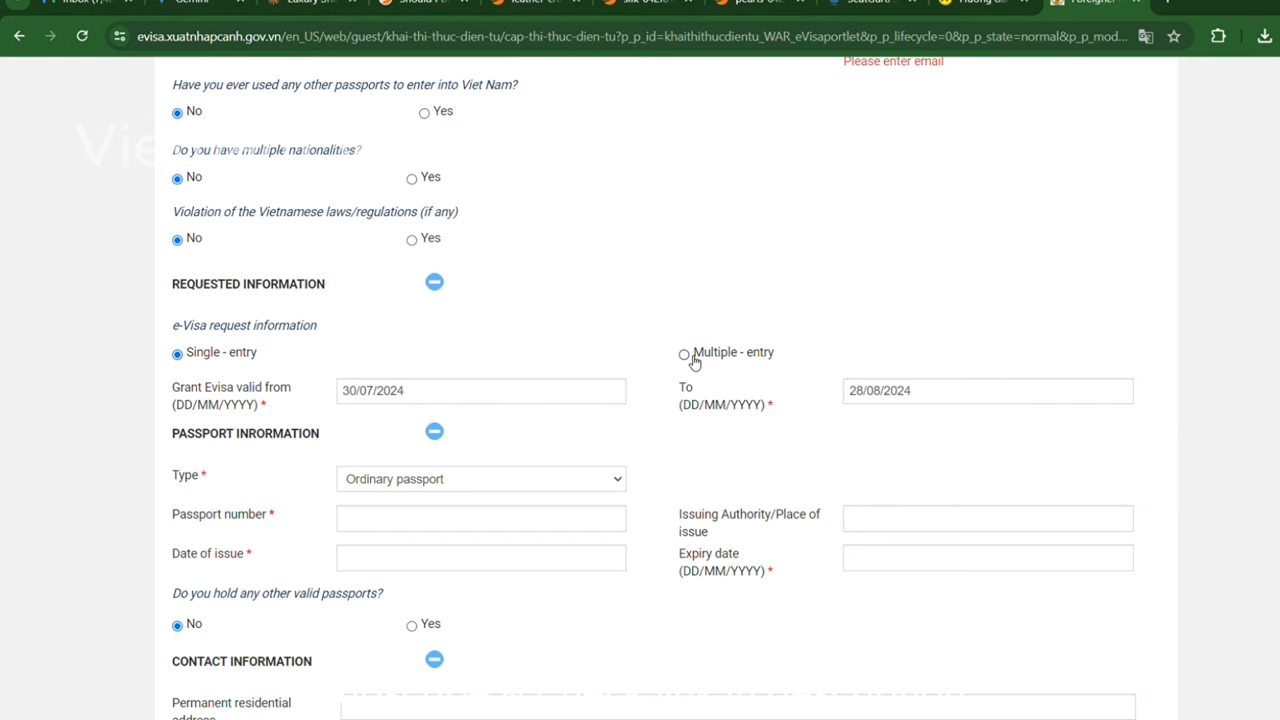 evisa.xuatnhapcanh.gov.vn/en_US/web/guest/khai-thi-thuc-dien-tu/cap-thi-thuc-dien-tu?p_p_id=khaithithucdientu_WAR_eVisaportlet&p_p_lifecycle=0&p_p_state=normal&p_p_mod...
Please enter email
Have you ever used any other passports to enter into Viet Nam?
No Yes
Vie
Do you have multiple nationalities?
No Yes
Violation of the Vietnamese laws/regulations (if any)
No Yes
REQUESTED INFORMATION
e-Visa request information
Single - entry Multiple - entry
Grant Evisa valid from (DD/MM/YYYY) * 30/07/2024 To (DD/MM/YYYY) * 28/08/2024
PASSPORT INRORMATION
Type * Ordinary passport
Passport number * Issuing Authority/Place of issue
Date of issue * Expiry date (DD/MM/YYYY) *
Do you hold any other valid passports?
No Yes
CONTACT INFORMATION
Permanent residential
address